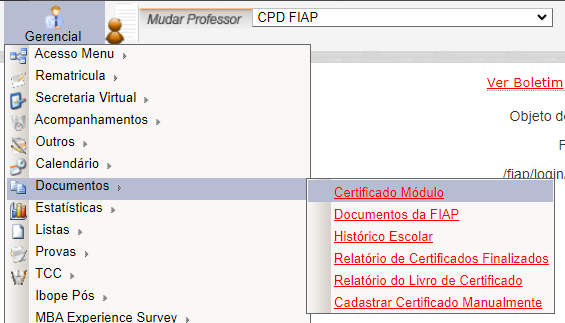 Gerencial
Mudar Professor
CPD FIAP
Acesso Menu
Rematricula
Secretaria Virtual
Acompanhamentos
Outros
Calendário
Documentos
Estatísticas
Listas
Provas
TCC
Ibope Pós
MBA Experience Survey
Ver Boletim
Objeto de
F
/fiap/login.
Certificado Módulo
Documentos da FIAP
Histórico Escolar
Relatório de Certificados Finalizados
Relatório do Livro de Certificado
Cadastrar Certificado Manualmente